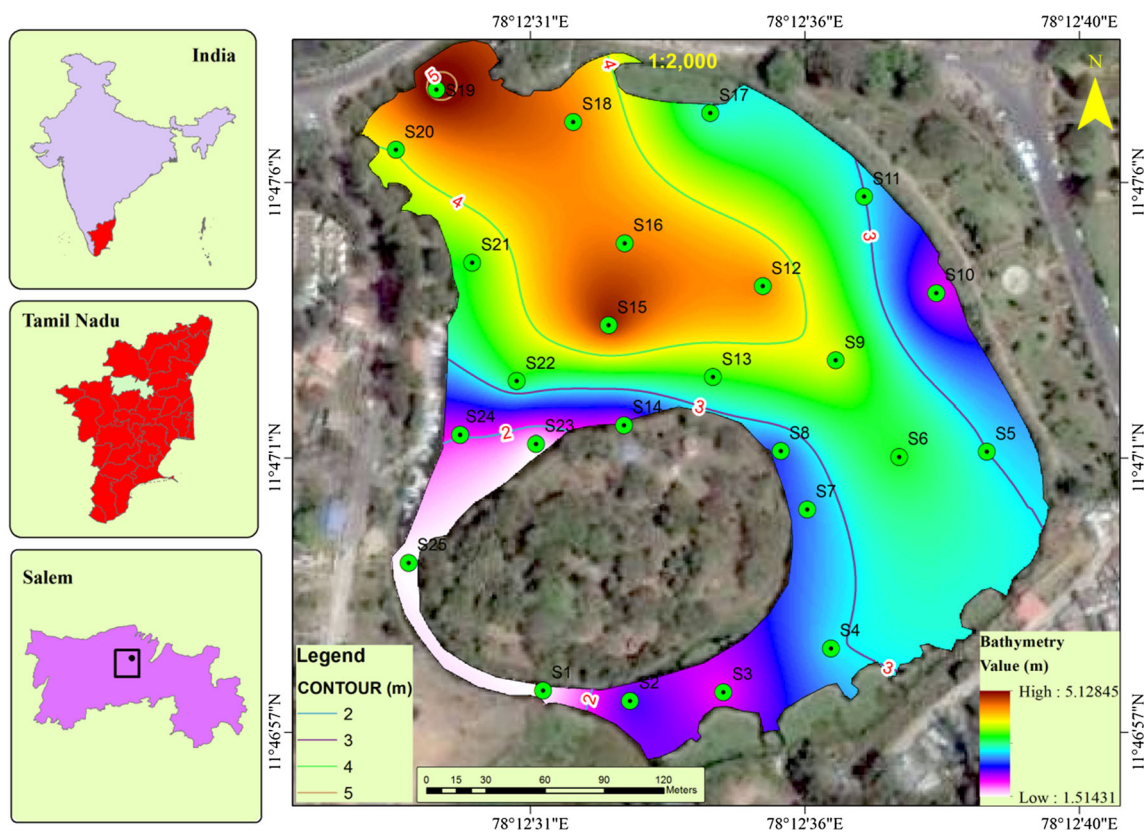 India
Tamil Nadu
Salem
78°12'31"E
78°12'36"E
78°12'40"E
11°47'6"N
11°47'1"N
11°46'57"N
78°12'31"E
78°12'36"E
78°12'40"E
11°47'6"N
11°47'1"N
11°46'57"N
1:2,000
N
5
S19
4
S18
S17
S20
4
S11
3
S21
S16
S12
S10
S15
S9
S22
S13
3
S14
S24
2
S23
S8
S6
S5
S7
S25
S4
3
S1
2
S2
S3
Legend
CONTOUR (m)
2
3
4
5
0 15 30 60 90 120
Meters
Bathymetry
Value (m)
High : 5.12845
Low : 1.51431